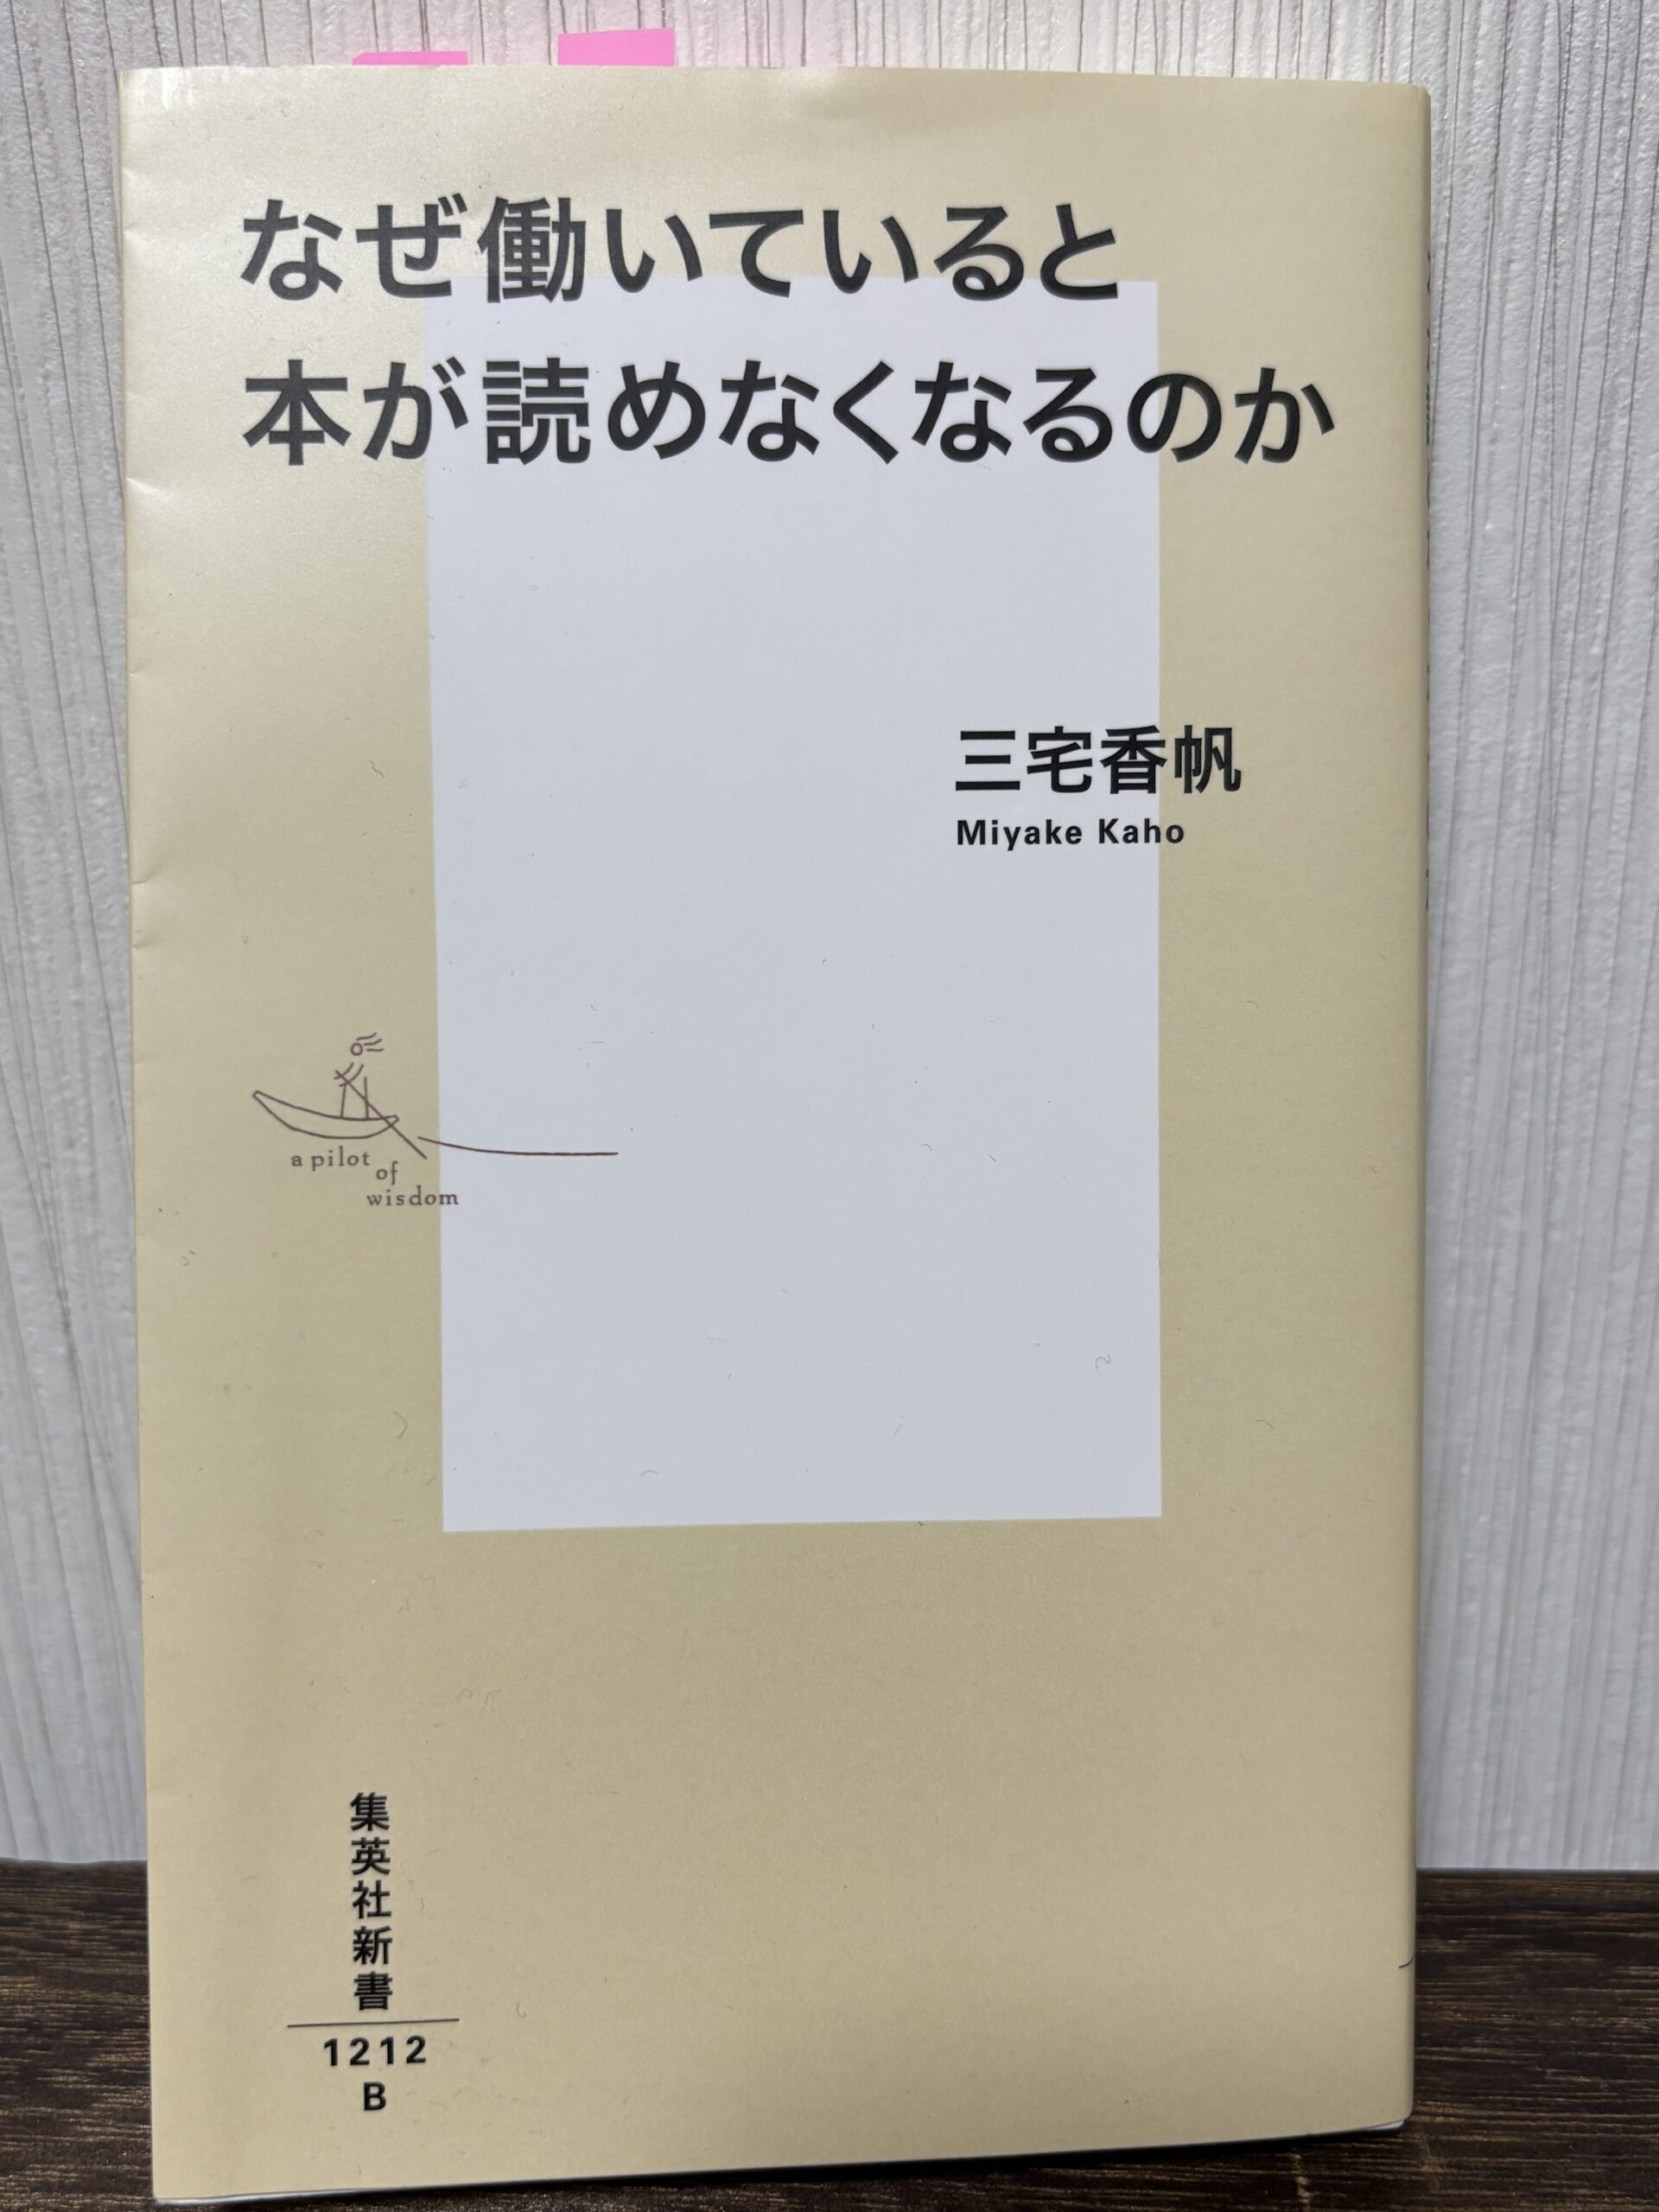 なぜ働いていると
本が読めなくなるのか
三宅香帆
Miyake Kaho
a pilot
of
wisdom
集英社新書
1212
B